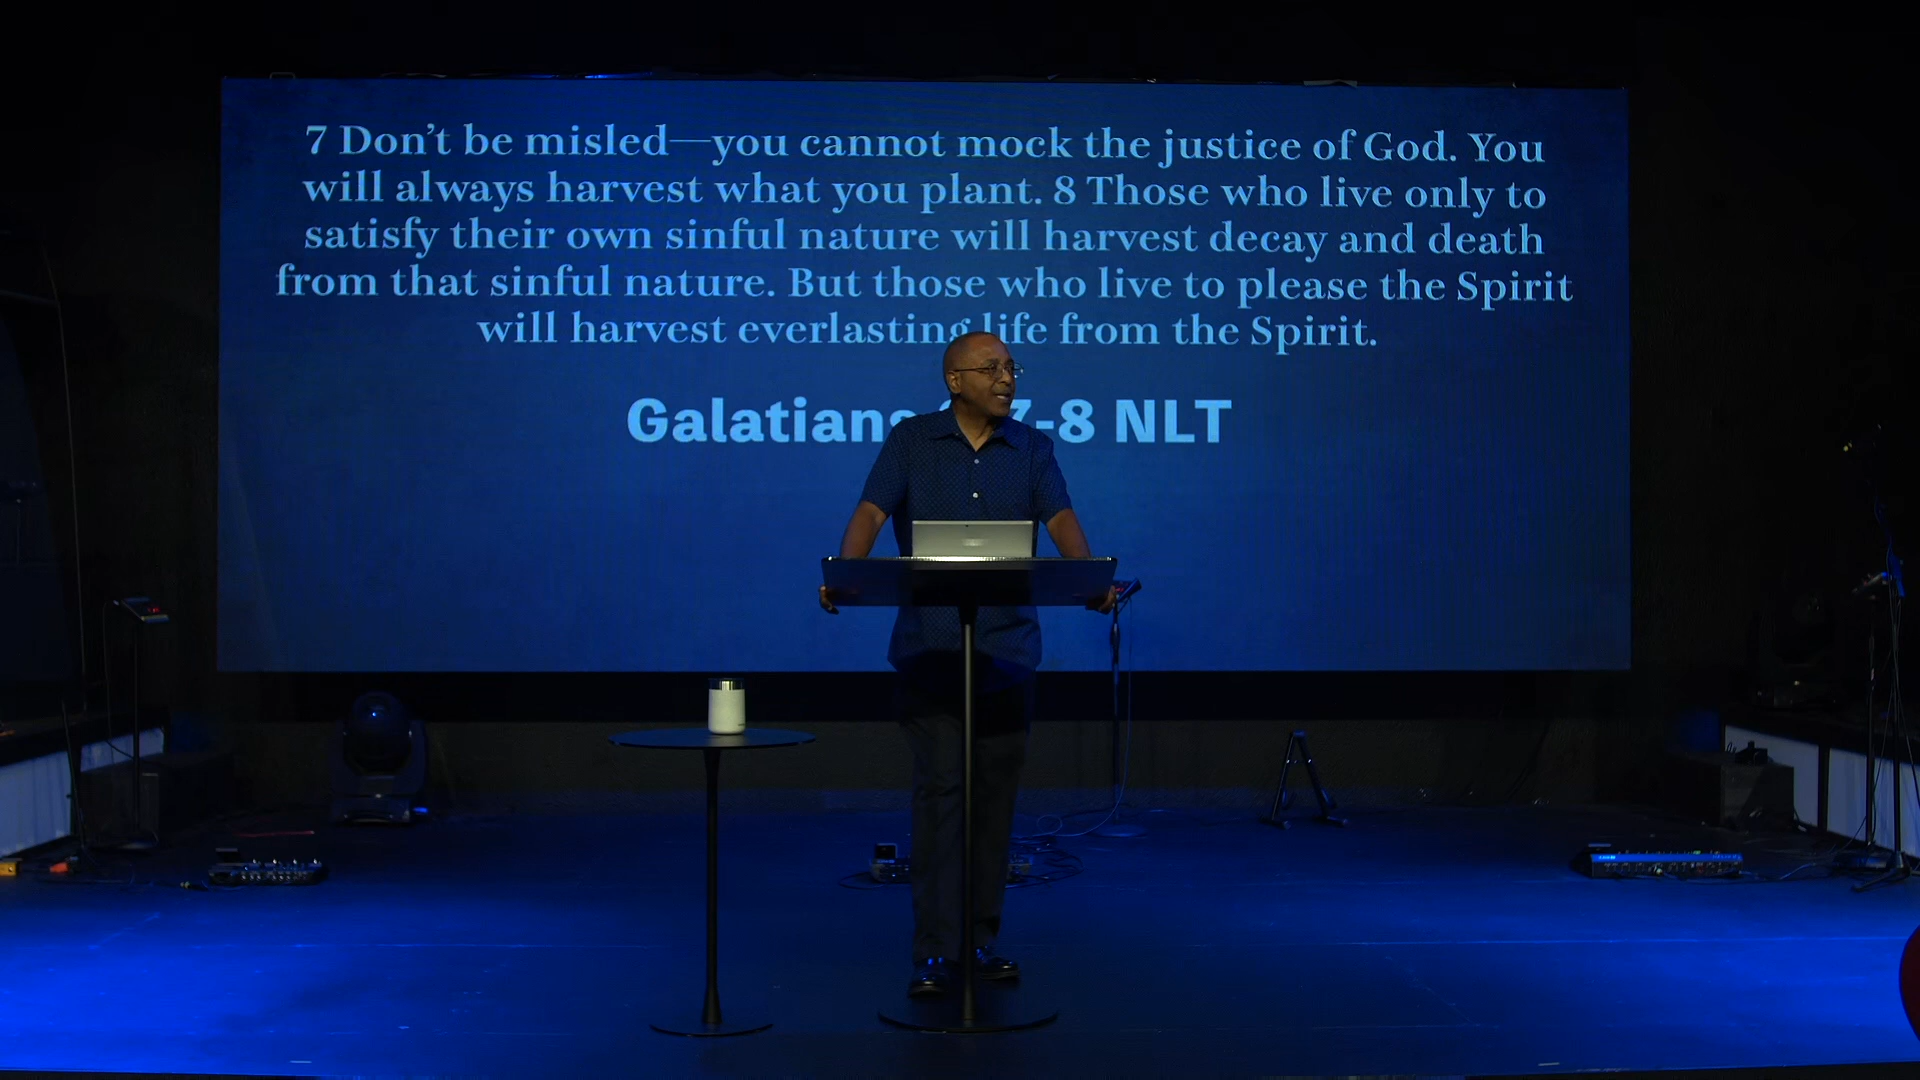 7 Don’t be misled—you cannot mock the justice of God. You
will always harvest what you plant. 8 Those who live only to
satisfy their own sinful nature will harvest decay and death
from that sinful nature. But those who live to please the Spirit
will harvest everlasting life from the Spirit.
Galatians 7-8 NLT